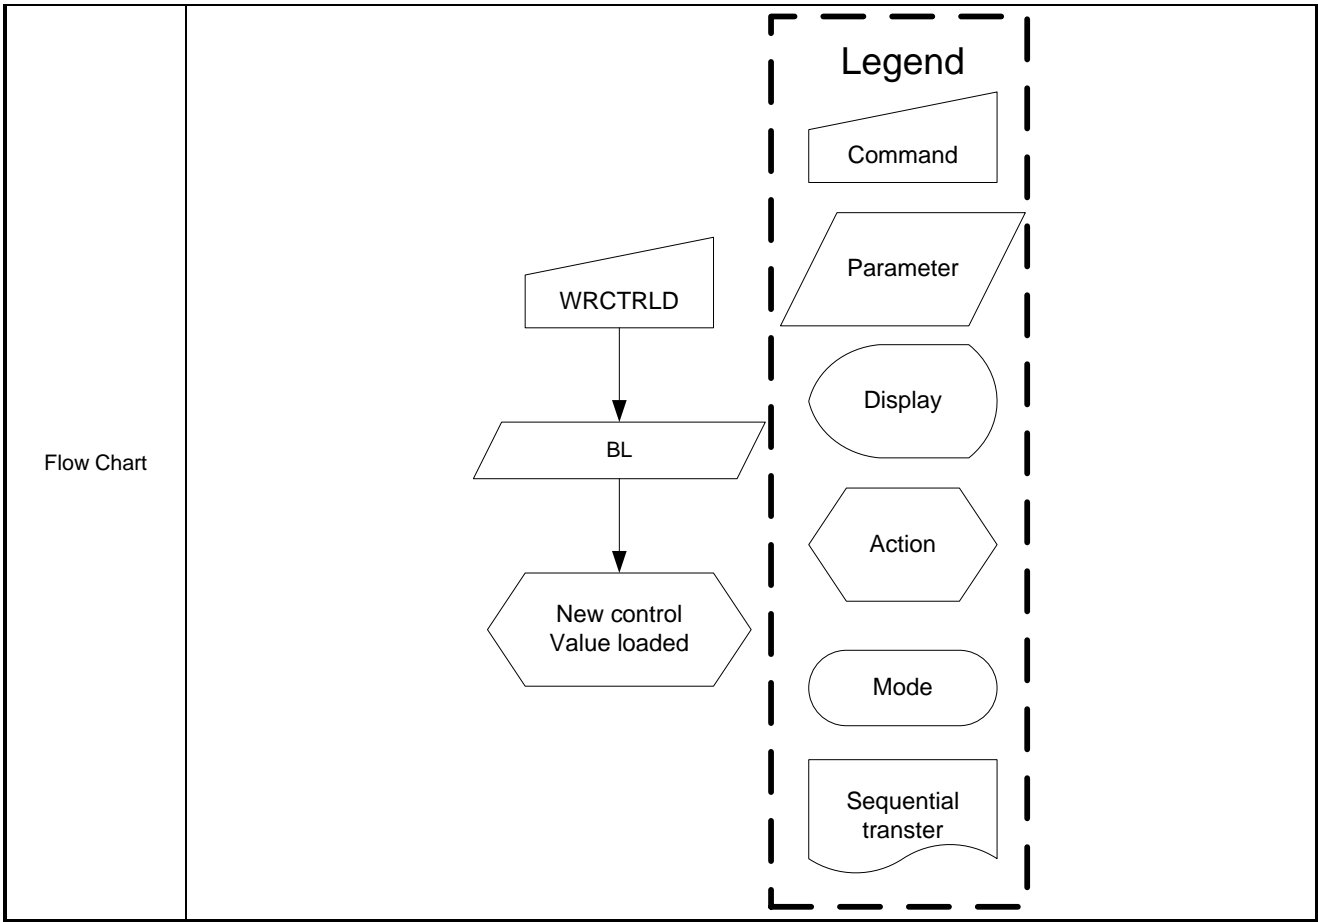 Flow Chart
WRCTRLD
BL
New control
Value loaded
Legend
Command
Parameter
Display
Action
Mode
Sequential
transter